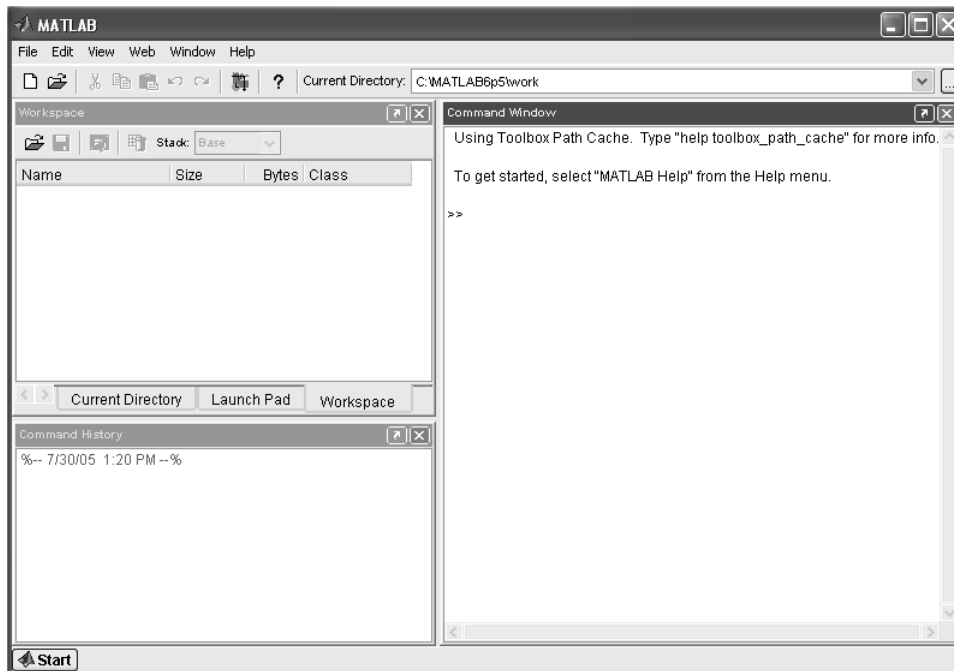 MATLAB
File Edit View Web Window Help
? Current Directory: C:\MATLAB6p5\work ...
Workspace
Stack: Base
Name Size Bytes Class
Current Directory Launch Pad Workspace
Command History
%-- 7/30/05 1:20 PM --%
Command Window
Using Toolbox Path Cache. Type "help toolbox_path_cache" for more info.
To get started, select "MATLAB Help" from the Help menu.
>>
Start